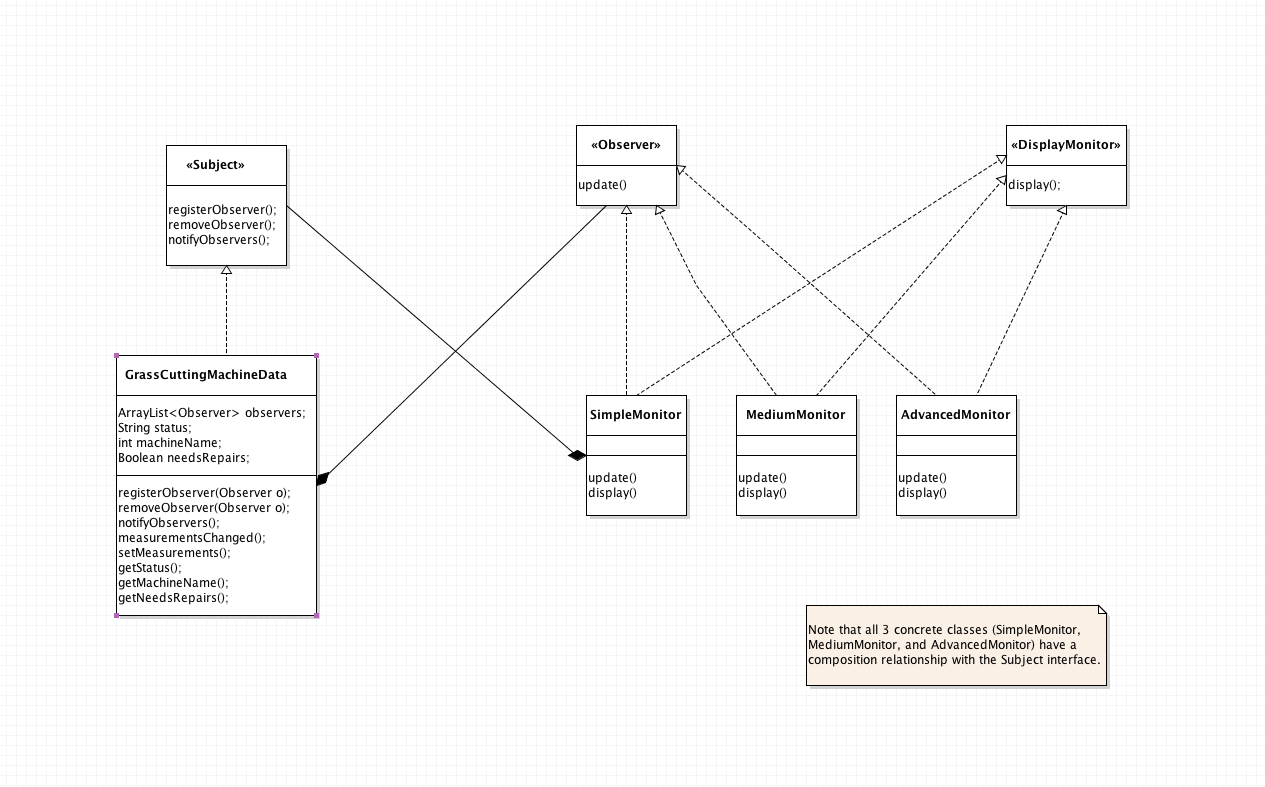 «Subject»
registerObserver();
removeObserver();
notifyObservers();
«Observer»
update()
«DisplayMonitor»
display();
GrassCuttingMachineData
ArrayList<Observer> observers;
String status;
int machineName;
Boolean needsRepairs;
registerObserver(Observer o);
removeObserver(Observer o);
notifyObservers();
measurementsChanged();
setMeasurements();
getStatus();
getMachineName();
getNeedsRepairs();
SimpleMonitor
update()
display()
MediumMonitor
update()
display()
AdvancedMonitor
update()
display()
Note that all 3 concrete classes (SimpleMonitor,
MediumMonitor, and AdvancedMonitor) have a
composition relationship with the Subject interface.